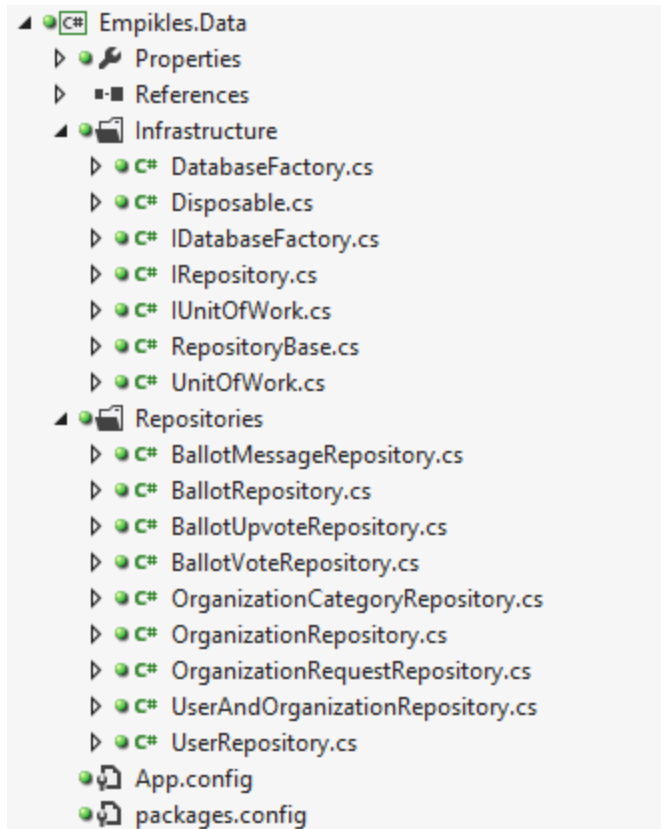 C# Empikles.Data
Properties
References
Infrastructure
C# DatabaseFactory.cs
C# Disposable.cs
C# IDatabaseFactory.cs
C# IRepository.cs
C# IUnitOfWork.cs
C# RepositoryBase.cs
C# UnitOfWork.cs
Repositories
C# BallotMessageRepository.cs
C# BallotRepository.cs
C# BallotUpvoteRepository.cs
C# BallotVoteRepository.cs
C# OrganizationCategoryRepository.cs
C# OrganizationRepository.cs
C# OrganizationRequestRepository.cs
C# UserAndOrganizationRepository.cs
C# UserRepository.cs
App.config
packages.config